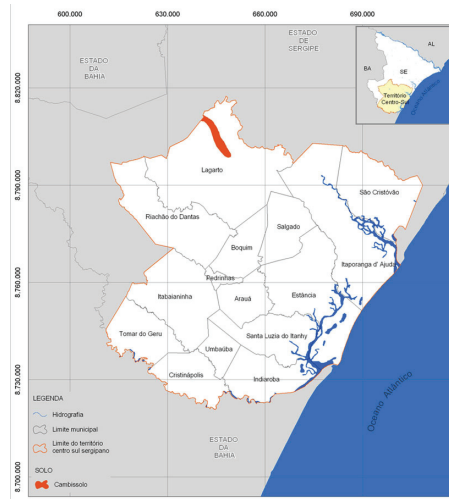 600.000
630.000
660.000
690.000
8.820.000
8.790.000
8.760.000
8.730.000
8.700.000
ESTADO
DA
BAHIA
ESTADO
DE
SERGIPE
AL
BA
SE
Território
Centro-Sul
Oceano Atlântico
Lagarto
São Cristóvão
Riachão do Dantas
Salgado
Boquim
Itaporanga d' Ajuda
Pedrinhas
Itabaianinha
Arauá
Estância
Tomar do Geru
Santa Luzia do Itanhy
Umbaúba
Cristinápolis
Indiaroba
Oceano Atlântico
ESTADO
DA
BAHIA
LEGENDA
Hidrografia
Limite municipal
Limite do território
centro sul sergipano
SOLO
Cambissolo